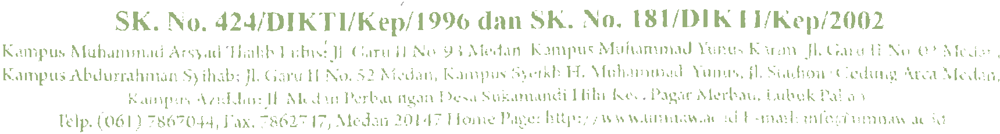 SK. No. 424/DIKTI/Kep/1996 dan SK. No. 181/DIKTI/Kep/2002
Kampus Muhammad Arsyad Thalib Lubis: Jl. Garu II No. 93 Medan, Kampus Muhammad Yunus Karim: Jl. Garu II No. 02 Medan,
Kampus Abdurrahman Syihab: Jl. Garu II No. 52 Medan, Kampus Syeikh H. Muhammad Yunus, Jl. Stadion/Gedung Arca Medan,
Kampus Aziddin: Jl. Medan Perbaungan Desa Sukamandi Hilir Kec. Pagar Merbau, Lubuk Pakam
Telp. (061) 7867044, Fax. 7862747, Medan 20147 Home Page: http://www.umnaw.ac.id E-mail: info@umnaw.ac.id